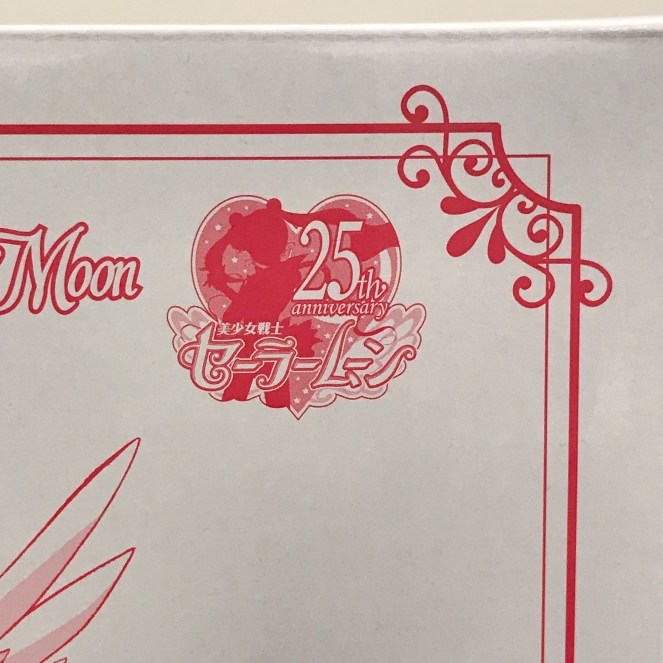 Moon
25th
anniversary
美少女戦士
セーラームーン